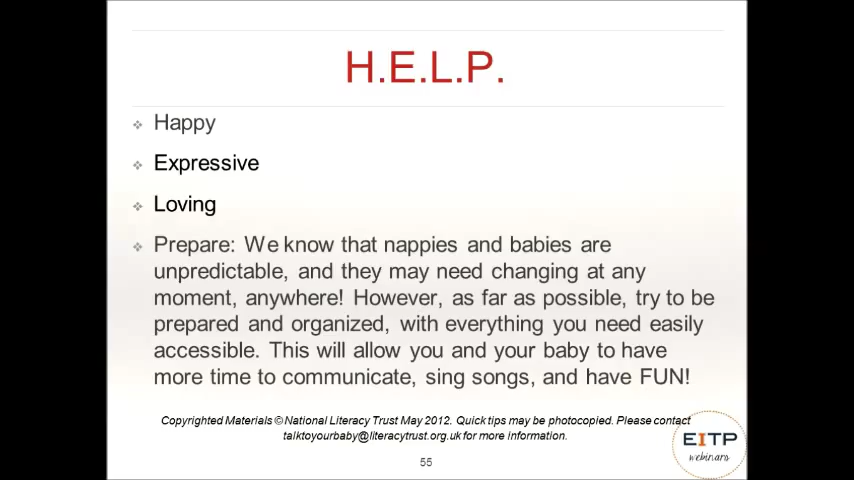 H.E.L.P.
Happy
Expressive
Loving
Prepare: We know that nappies and babies are
unpredictable, and they may need changing at any
moment, anywhere! However, as far as possible, try to be
prepared and organized, with everything you need easily
accessible. This will allow you and your baby to have
more time to communicate, sing songs, and have FUN!
Copyrighted Materials © National Literacy Trust May 2012. Quick tips may be photocopied. Please contact
talktoyourbaby@literacytrust.org.uk for more information.
EITP
webinars
55